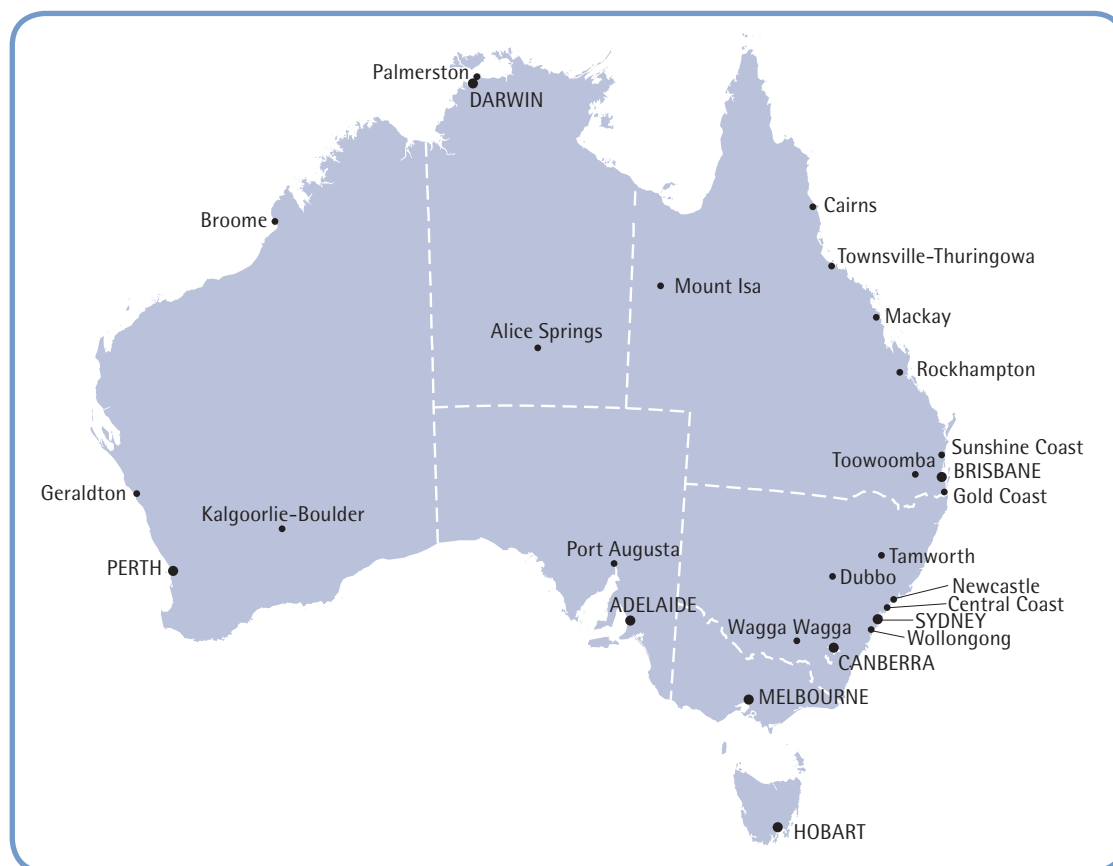 Palmerston
DARWIN
Broome
Cairns
Townsville-Thuringowa
Mount Isa
Mackay
Alice Springs
Rockhampton
Sunshine Coast
Toowoomba
BRISBANE
Gold Coast
Geraldton
Kalgoorlie-Boulder
Port Augusta
Tamworth
PERTH
Dubbo
Newcastle
Central Coast
ADELAIDE
SYDNEY
Wagga Wagga
Wollongong
CANBERRA
MELBOURNE
HOBART